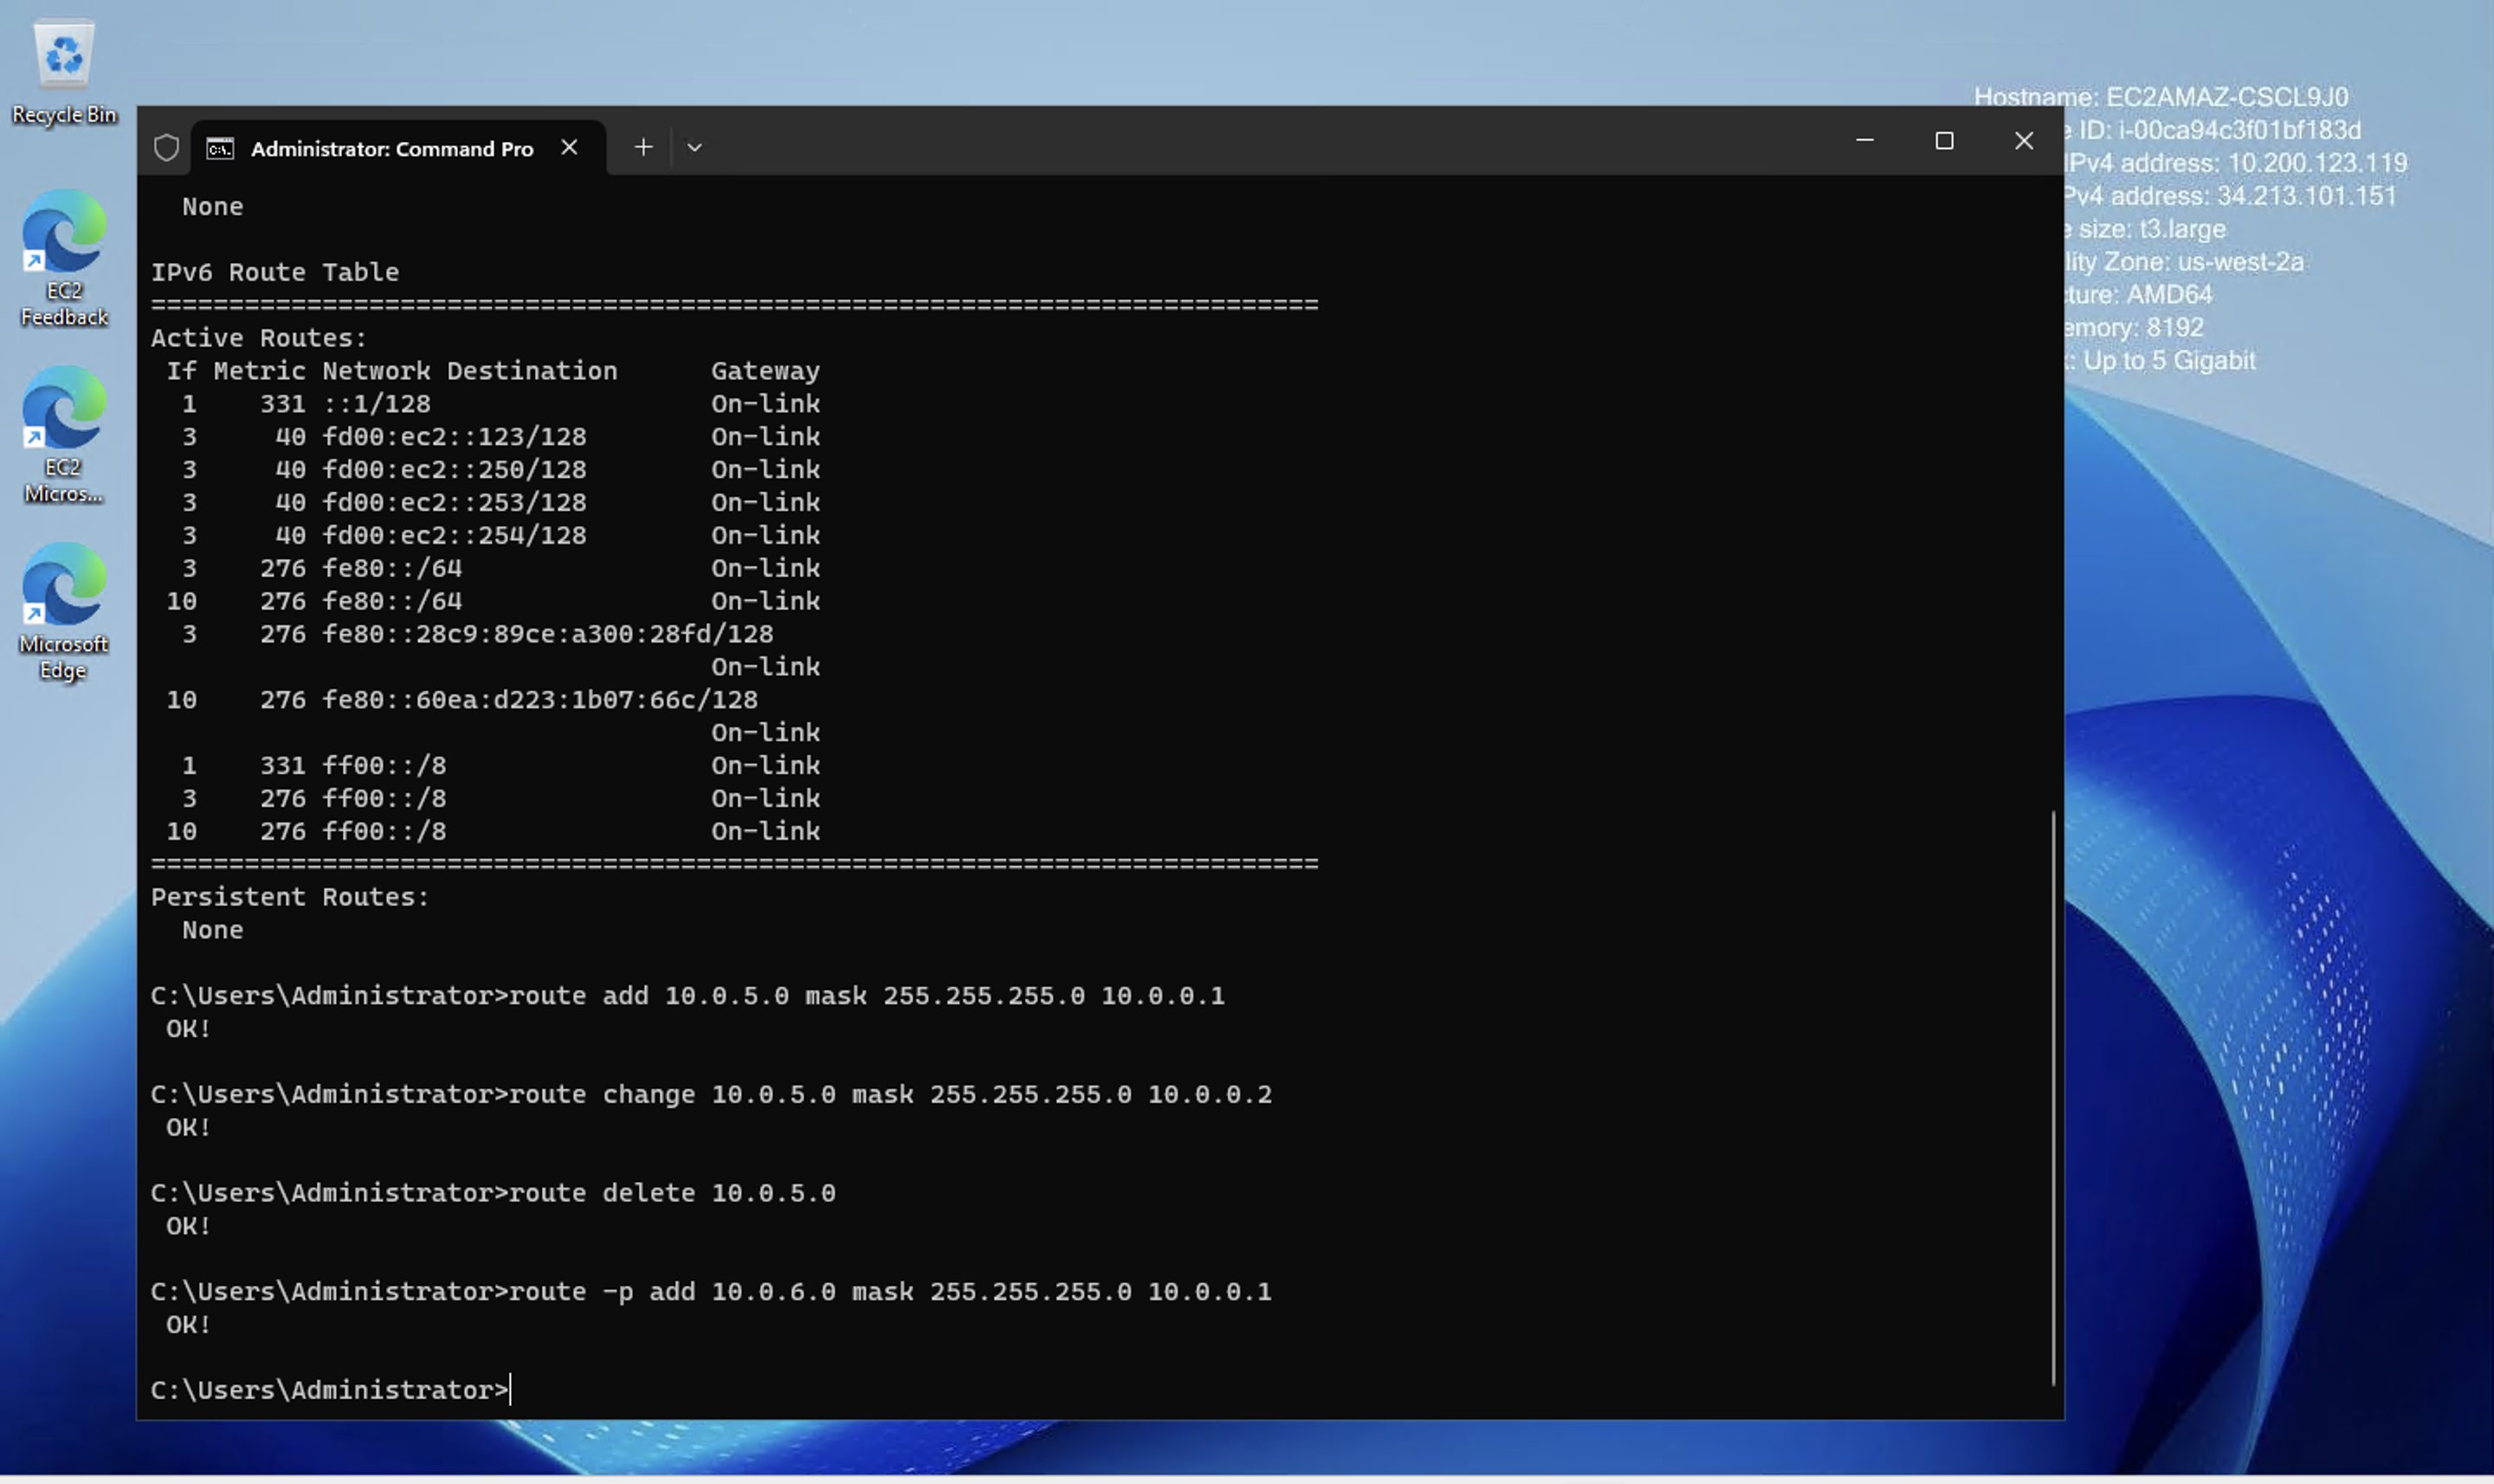 Recycle Bin
EC2
Feedback
EC2
Micros...
Microsoft
Edge
Hostname: EC2AMAZ-CSCL9J0
ID: i-00ca94c3f01bf183d
IPv4 address: 10.200.123.119
address: 34.213.101.151
size: t3.large
Zone: us-west-2a
AMD64
8192
Up to 5 Gigabit
Administrator: Command Pro
None
IPv6 Route Table
===========================================================================
Active Routes:
If Metric Network Destination      Gateway
1    331 ::1/128                  On-link
3     40 fd00:ec2::123/128        On-link
3     40 fd00:ec2::250/128        On-link
3     40 fd00:ec2::253/128        On-link
3     40 fd00:ec2::254/128        On-link
3    276 fe80::/64                On-link
10    276 fe80::/64                On-link
3    276 fe80::28c9:89ce:a300:28fd/128
On-link
10    276 fe80::60ea:d223:1b07:66c/128
On-link
1    331 ff00::/8                 On-link
3    276 ff00::/8                 On-link
10    276 ff00::/8                 On-link
===========================================================================
Persistent Routes:
None
C:\Users\Administrator>route add 10.0.5.0 mask 255.255.255.0 10.0.0.1
OK!
C:\Users\Administrator>route change 10.0.5.0 mask 255.255.255.0 10.0.0.2
OK!
C:\Users\Administrator>route delete 10.0.5.0
OK!
C:\Users\Administrator>route -p add 10.0.6.0 mask 255.255.255.0 10.0.0.1
OK!
C:\Users\Administrator>